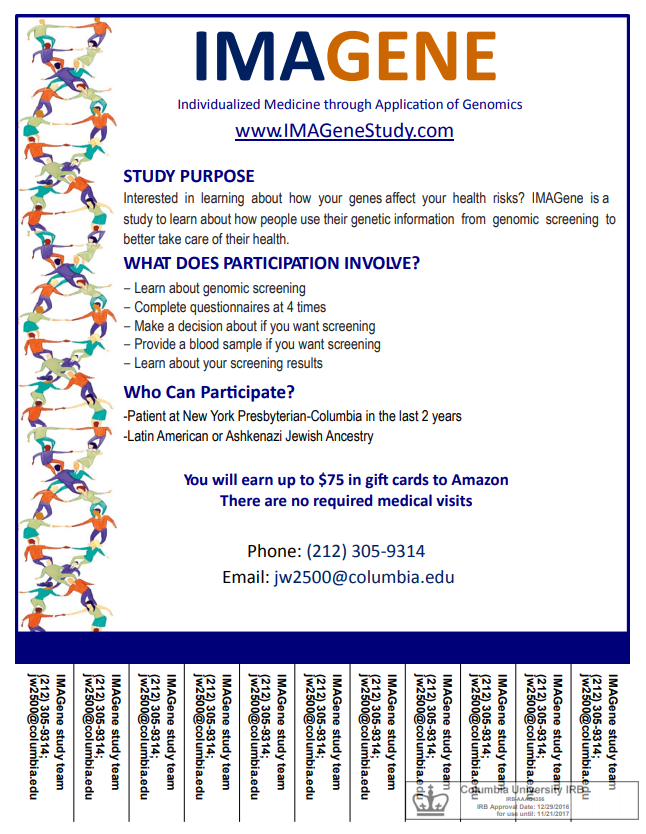 IMAGENE
Individualized Medicine through Application of Genomics
www.IMAGeneStudy.com
STUDY PURPOSE
Interested in learning about how your genes affect your health risks? IMAGene is a
study to learn about how people use their genetic information from genomic screening to
better take care of their health.
WHAT DOES PARTICIPATION INVOLVE?
– Learn about genomic screening
– Complete questionnaires at 4 times
– Make a decision about if you want screening
– Provide a blood sample if you want screening
– Learn about your screening results
Who Can Participate?
-Patient at New York Presbyterian-Columbia in the last 2 years
-Latin American or Ashkenazi Jewish Ancestry
You will earn up to $75 in gift cards to Amazon
There are no required medical visits
Phone: (212) 305-9314
Email: jw2500@columbia.edu
IMAGene study team
(212) 305-9314;
jw2500@columbia.edu
IMAGene study team
(212) 305-9314;
jw2500@columbia.edu
IMAGene study team
(212) 305-9314;
jw2500@columbia.edu
IMAGene study team
(212) 305-9314;
jw2500@columbia.edu
IMAGene study team
(212) 305-9314;
jw2500@columbia.edu
IMAGene study team
(212) 305-9314;
jw2500@columbia.edu
IMAGene study team
(212) 305-9314;
jw2500@columbia.edu
IMAGene study team
(212) 305-9314;
jw2500@columbia.edu
IMAGene study team
(212) 305-9314;
jw2500@columbia.edu
IMAGene study team
(212) 305-9314;
jw2500@columbia.edu
IMAGene study team
(212) 305-9314;
jw2500@columbia.edu
Columbia University IRB
IRB Approval Date: 12/29/2016
for use until: 11/21/2017